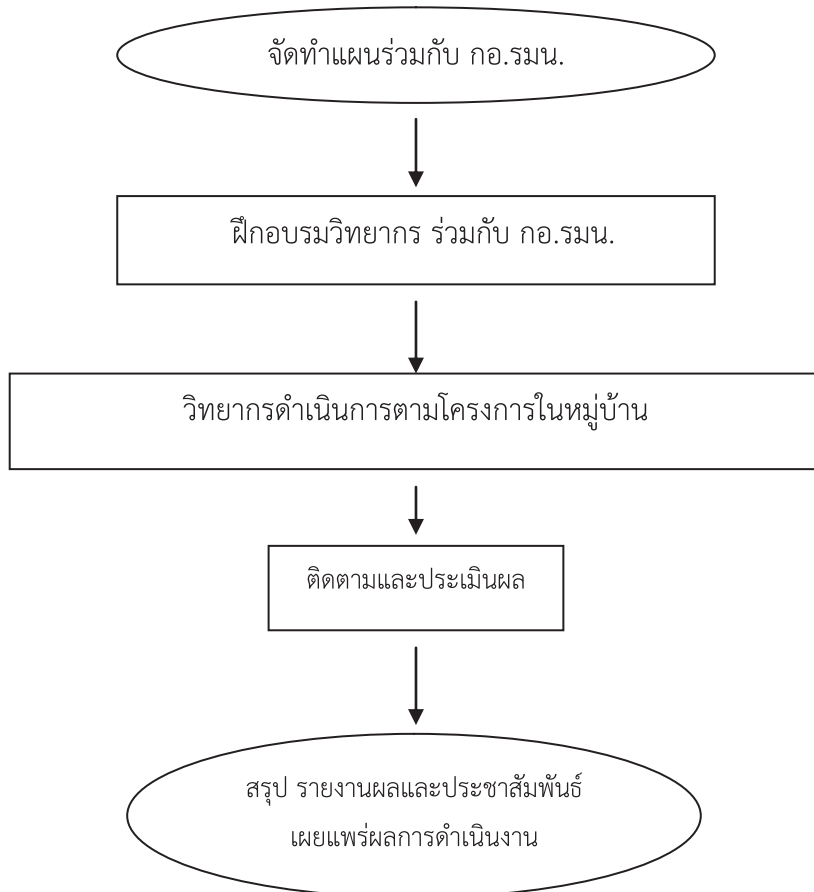 จัดทำแผนร่วมกับ กอ.รมน.
ฝึกอบรมวิทยากร ร่วมกับ กอ.รมน.
วิทยากรดำเนินการตามโครงการในหมู่บ้าน
ติดตามและประเมินผล
สรุป รายงานผลและประชาสัมพันธ์
เผยแพร่ผลการดำเนินงาน